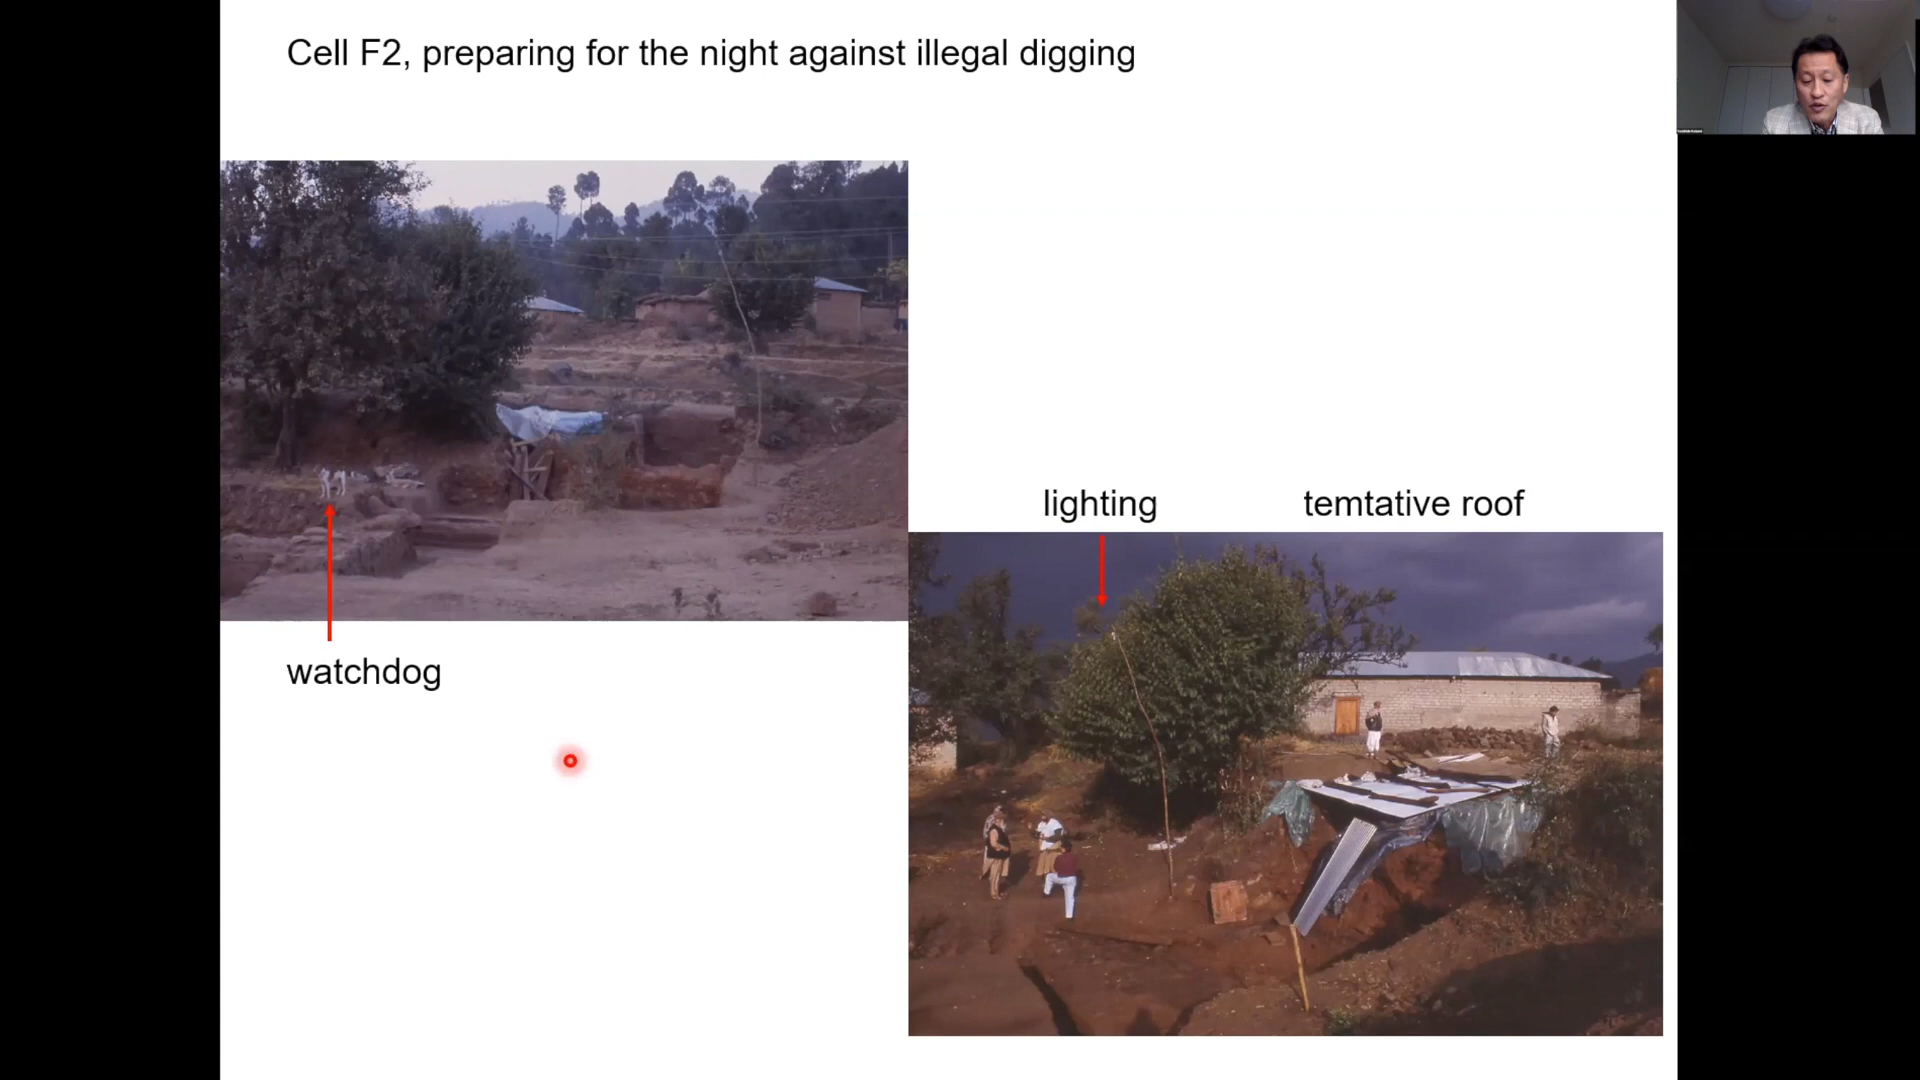 Cell F2, preparing for the night against illegal digging
lighting
temtative roof
watchdog